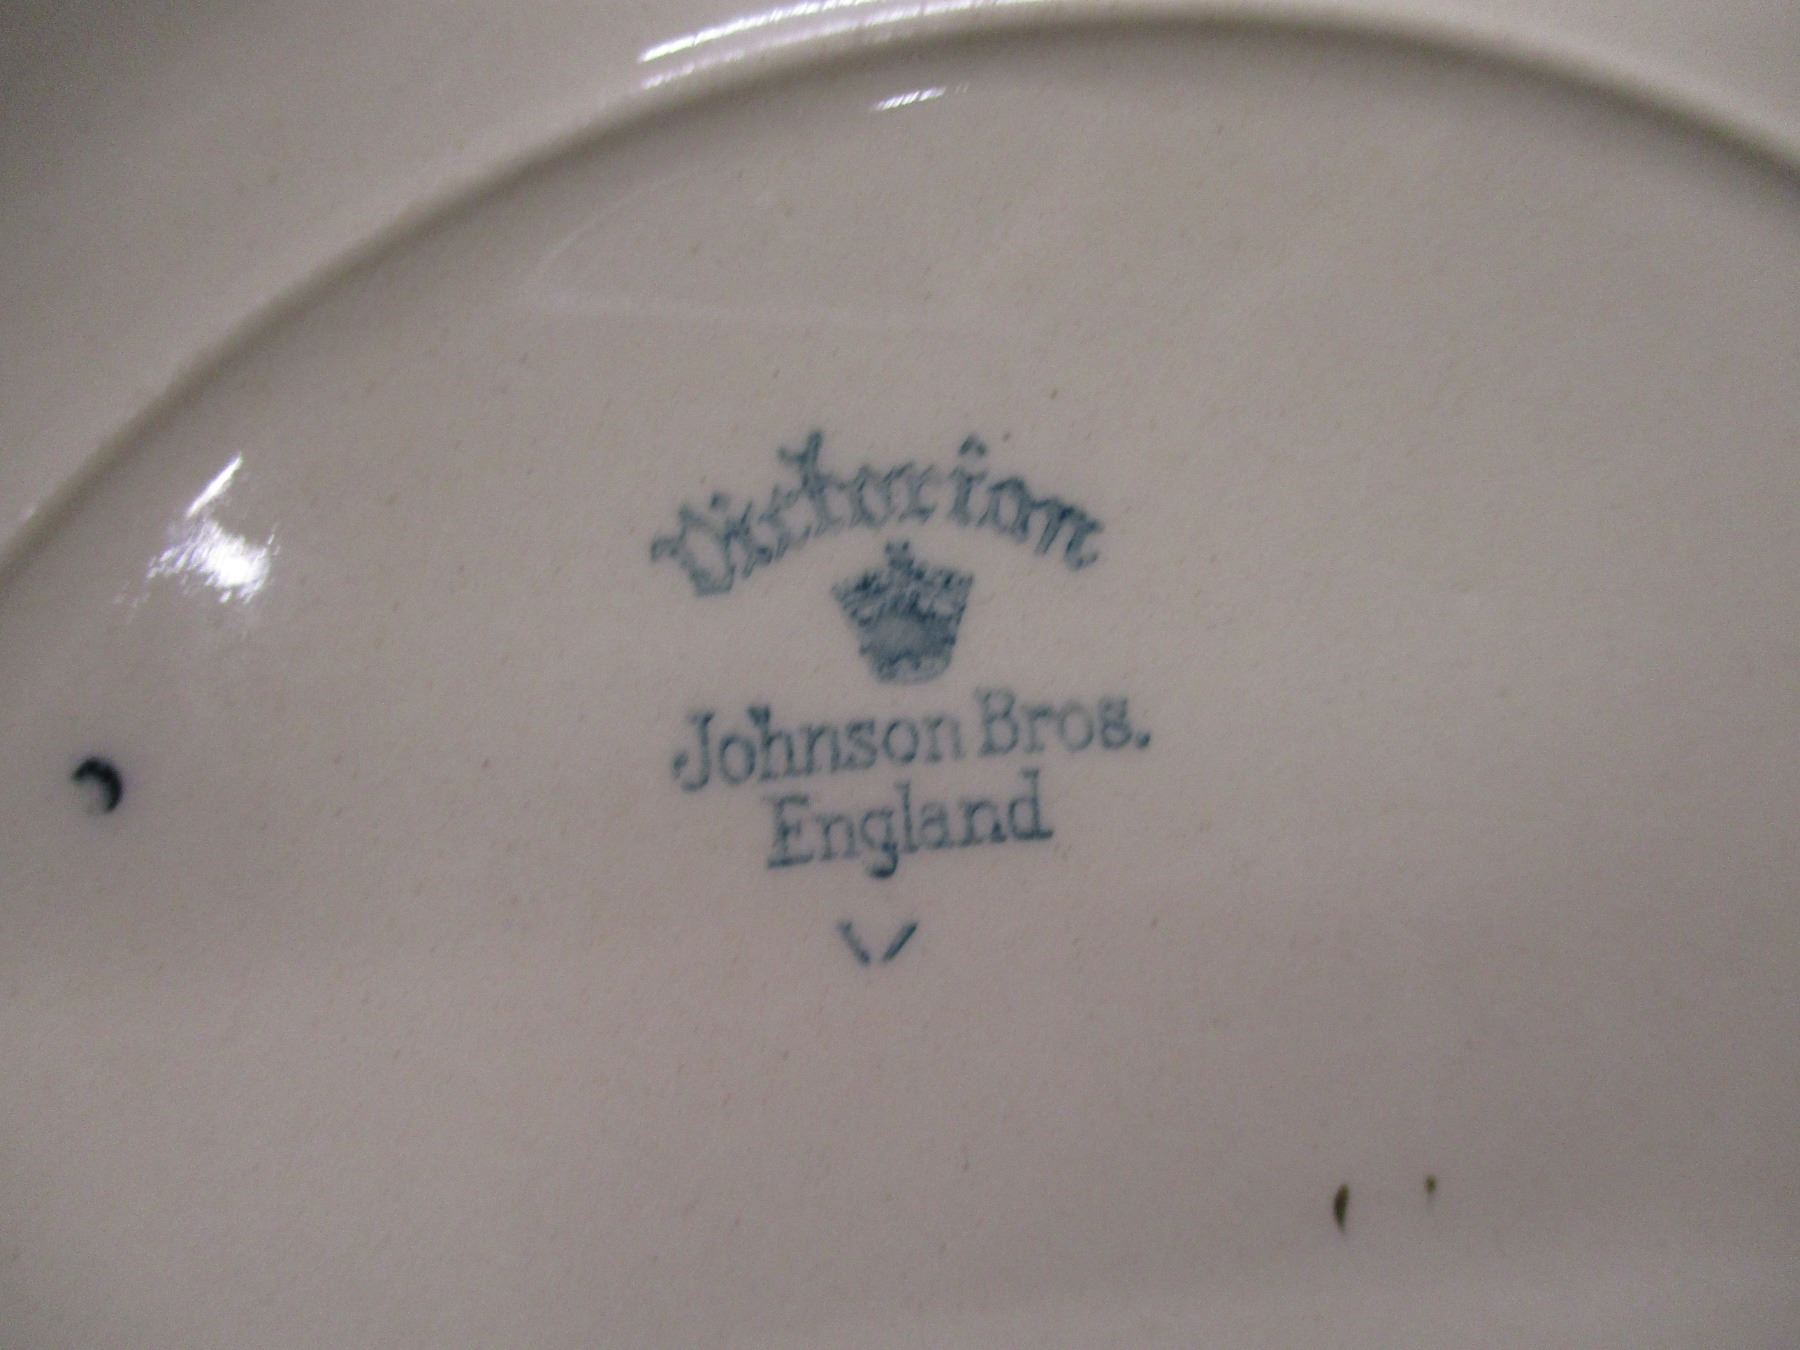 Victorian
Johnson Bros.
England